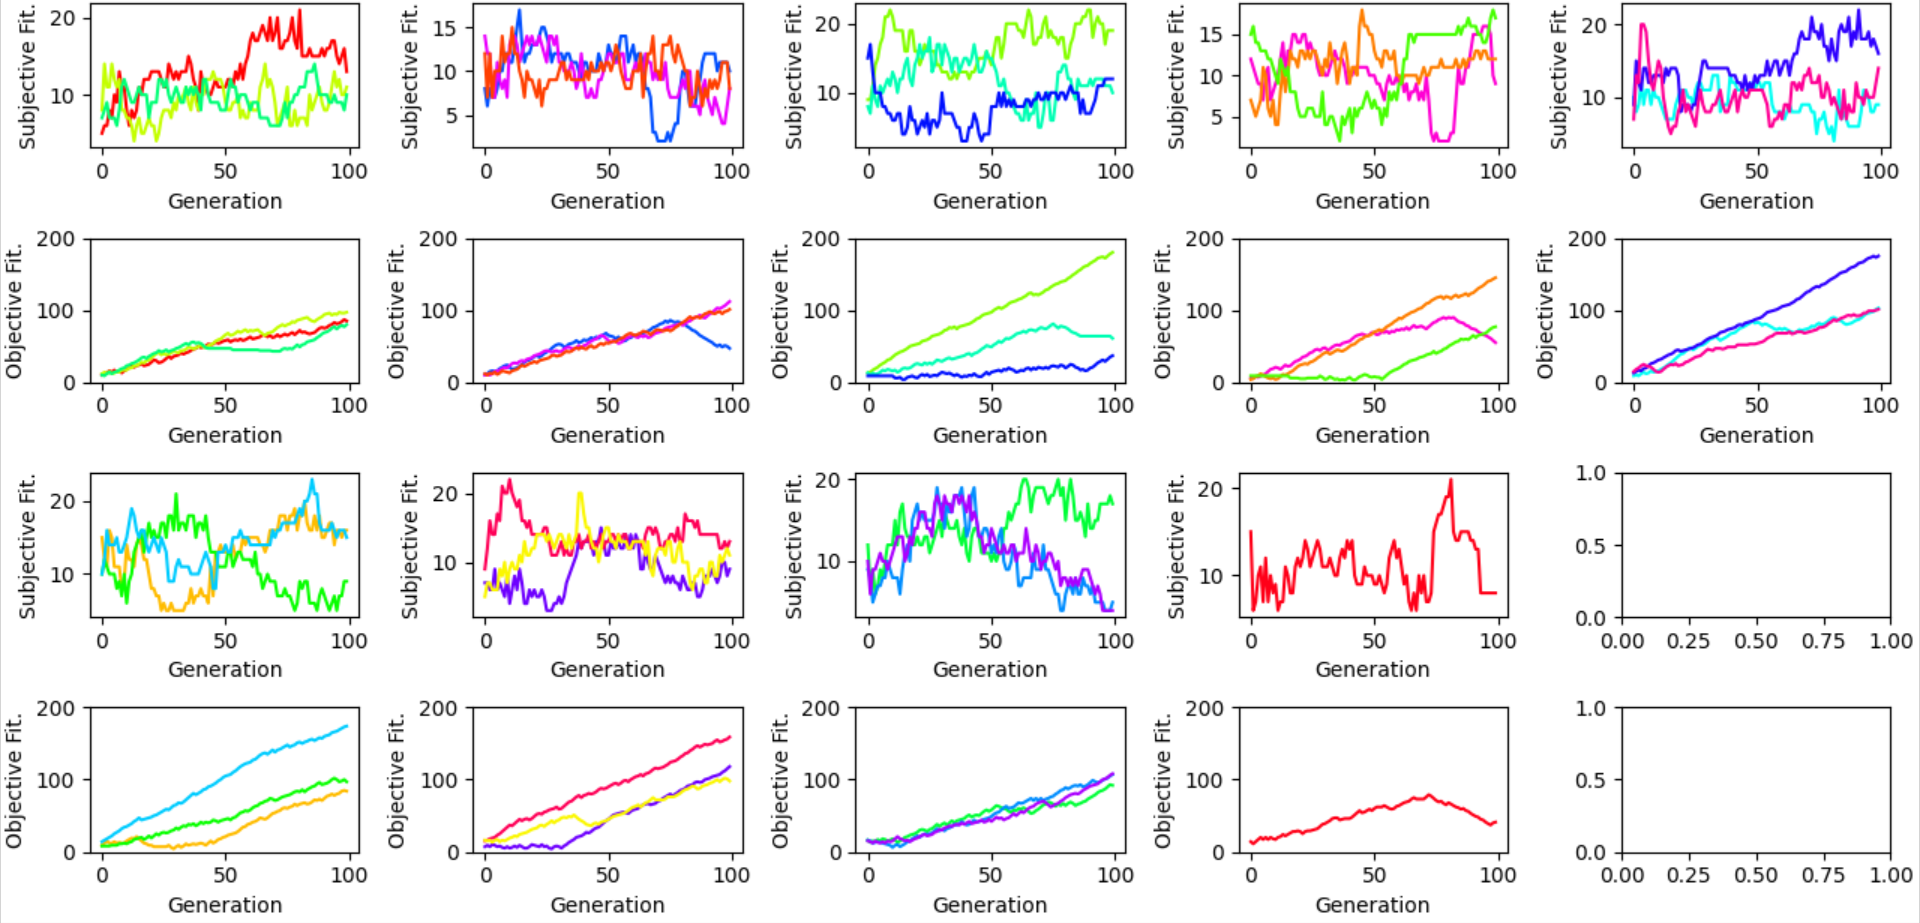 Subjective Fit. Subjective Fit. Subjective Fit. Subjective Fit. Subjective Fit.
20 15 20 15 20
10 10 10 10 10
5 5
0 50 100 0 50 100 0 50 100 0 50 100 0 50 100
Generation Generation Generation Generation Generation
Objective Fit. Objective Fit. Objective Fit. Objective Fit. Objective Fit.
200 200 200 200 200
100 100 100 100 100
0 0 0 0 0
0 50 100 0 50 100 0 50 100 0 50 100 0 50 100
Generation Generation Generation Generation Generation
Subjective Fit. Subjective Fit. Subjective Fit. Subjective Fit.
20 20 20 20 1.0
10 10 10 10 0.5
0.0
0 50 100 0 50 100 0 50 100 0 50 100 0.00 0.25 0.50 0.75 1.00
Generation Generation Generation Generation
Objective Fit. Objective Fit. Objective Fit. Objective Fit.
200 200 200 200 1.0
100 100 100 100 0.5
0 0 0 0 0.0
0 50 100 0 50 100 0 50 100 0 50 100 0.00 0.25 0.50 0.75 1.00
Generation Generation Generation Generation